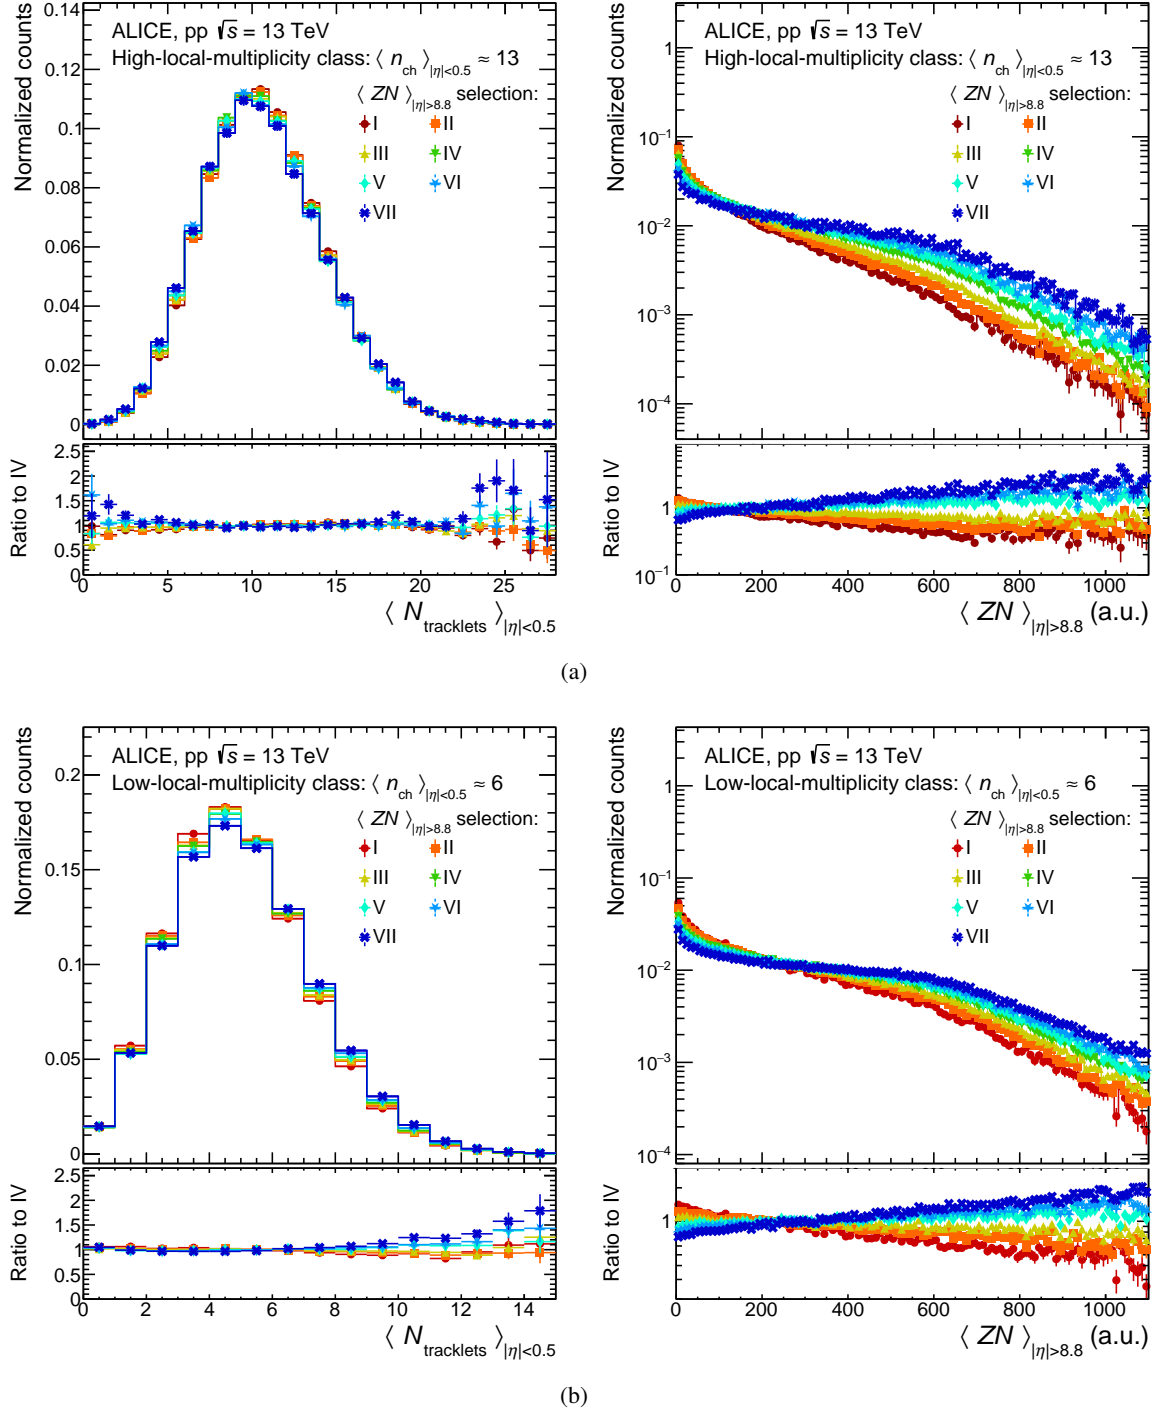 ALICE, pp √s = 13 TeV
High-local-multiplicity class: ⟨ n_ch ⟩_|η|<0.5 ≈ 13
⟨ ZN ⟩_|η|>8.8 selection:
I II
III IV
V VI
VII
Normalized counts
0.14
0.12
0.1
0.08
0.06
0.04
0.02
0
Ratio to IV
2.5
2
1.5
1
0.5
0
0 5 10 15 20 25
⟨ N_tracklets ⟩_|η|<0.5
ALICE, pp √s = 13 TeV
High-local-multiplicity class: ⟨ n_ch ⟩_|η|<0.5 ≈ 13
⟨ ZN ⟩_|η|>8.8 selection:
I II
III IV
V VI
VII
Normalized counts
1
10⁻¹
10⁻²
10⁻³
10⁻⁴
Ratio to IV
1
10⁻¹
0 200 400 600 800 1000
⟨ ZN ⟩_|η|>8.8 (a.u.)
(a)
ALICE, pp √s = 13 TeV
Low-local-multiplicity class: ⟨ n_ch ⟩_|η|<0.5 ≈ 6
⟨ ZN ⟩_|η|>8.8 selection:
I II
III IV
V VI
VII
Normalized counts
0.2
0.15
0.1
0.05
0
Ratio to IV
2.5
2
1.5
1
0.5
0
0 2 4 6 8 10 12 14
⟨ N_tracklets ⟩_|η|<0.5
ALICE, pp √s = 13 TeV
Low-local-multiplicity class: ⟨ n_ch ⟩_|η|<0.5 ≈ 6
⟨ ZN ⟩_|η|>8.8 selection:
I II
III IV
V VI
VII
Normalized counts
1
10⁻¹
10⁻²
10⁻³
10⁻⁴
Ratio to IV
1
0 200 400 600 800 1000
⟨ ZN ⟩_|η|>8.8 (a.u.)
(b)